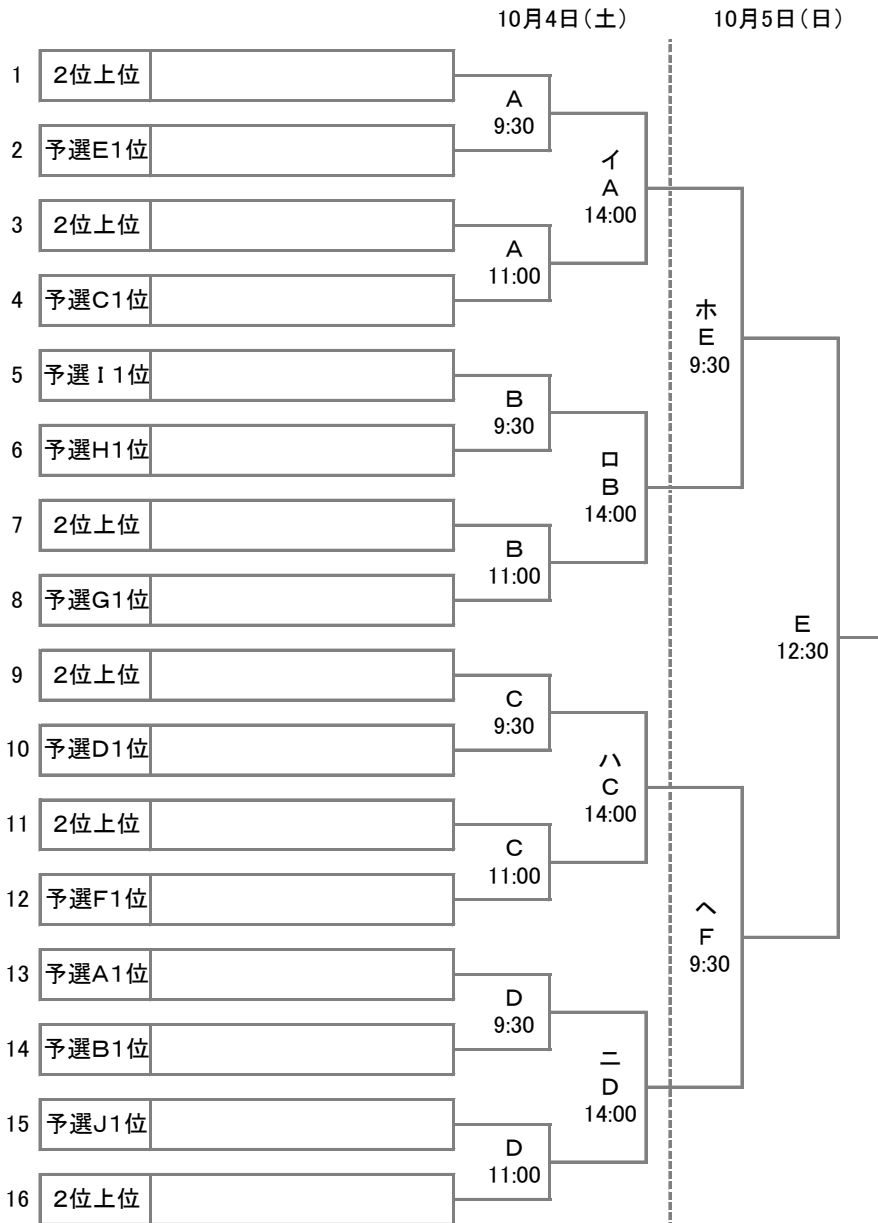 10月4日（土） 10月5日（日）
1 2位上位
A
9:30
2 予選E1位
イ
A
14:00
3 2位上位
A
11:00
4 予選C1位
ホ
E
9:30
5 予選I1位
B
9:30
6 予選H1位
ロ
B
14:00
7 2位上位
B
11:00
8 予選G1位
E
12:30
9 2位上位
C
9:30
10 予選D1位
ハ
C
14:00
11 2位上位
C
11:00
12 予選F1位
ヘ
F
9:30
13 予選A1位
D
9:30
14 予選B1位
ニ
D
14:00
15 予選J1位
D
11:00
16 2位上位